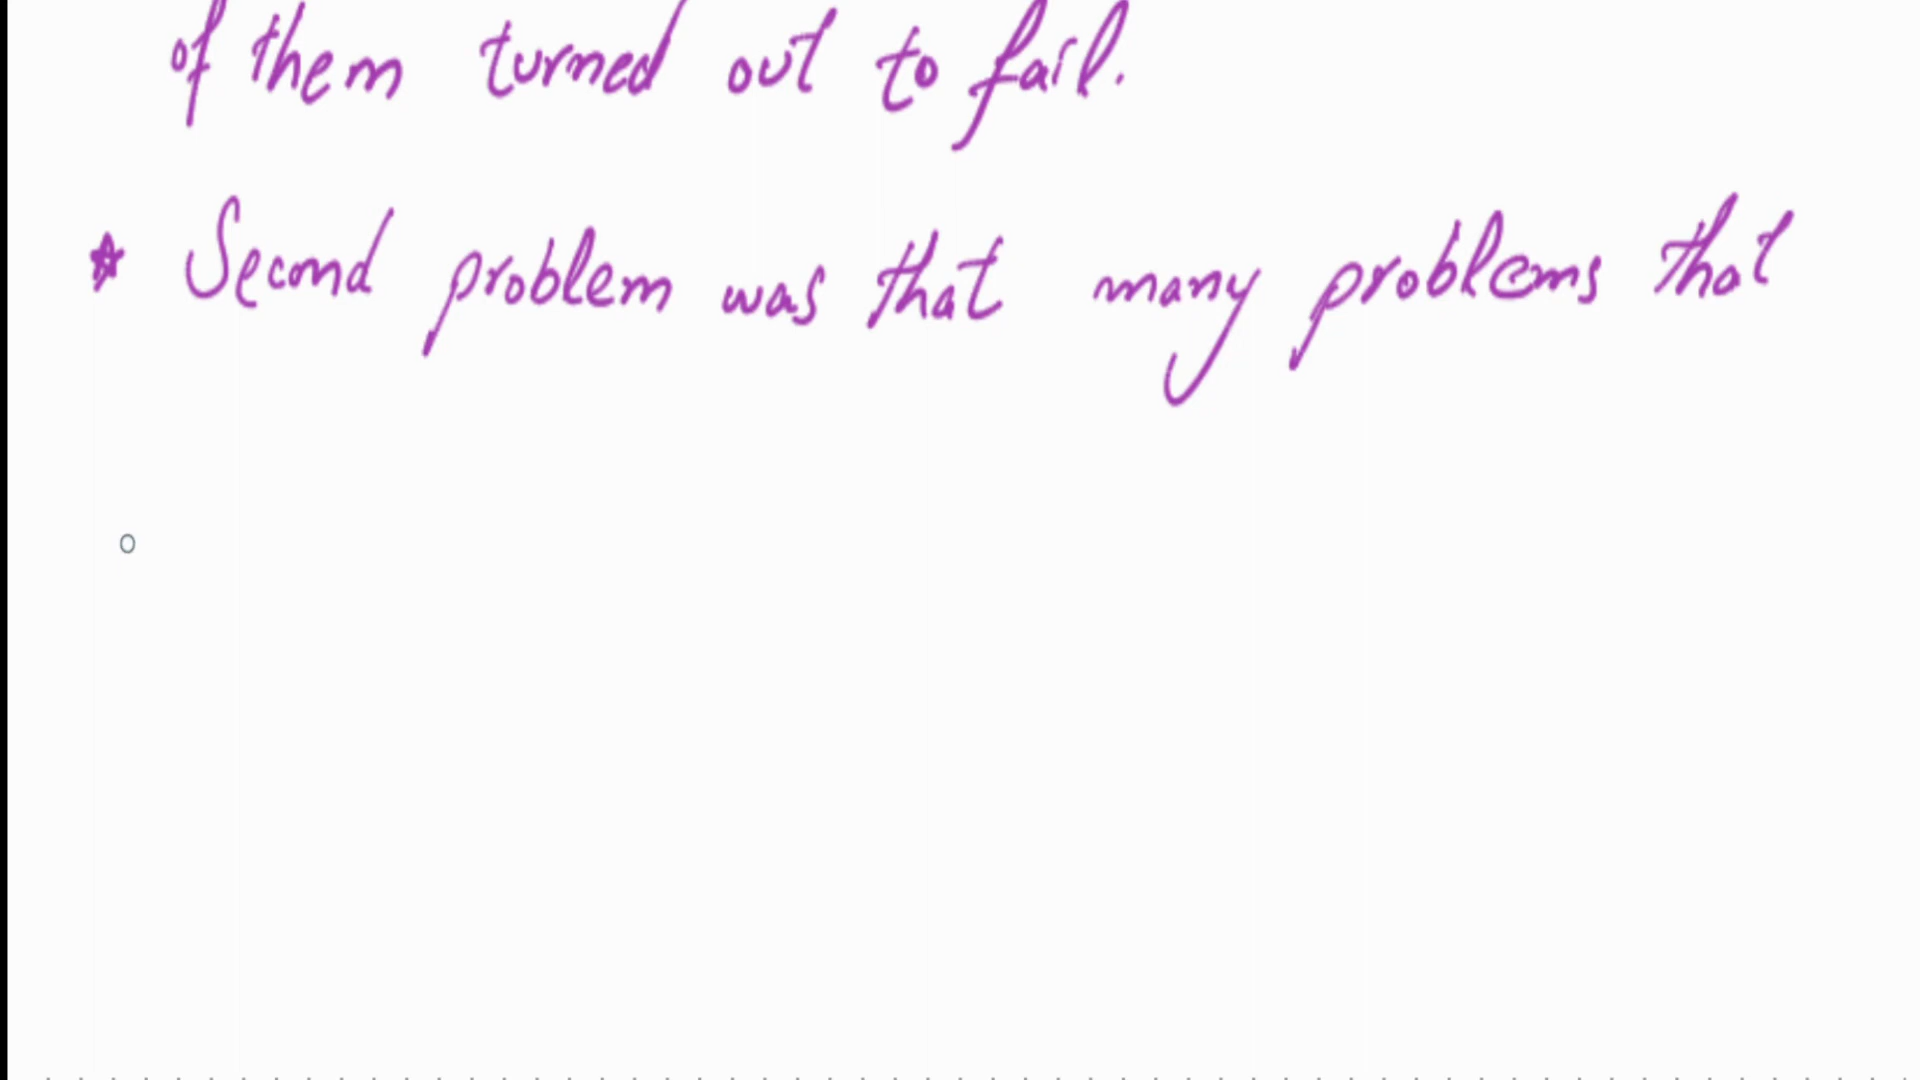 of them turned out to fail.
* Second problem was that many problems that